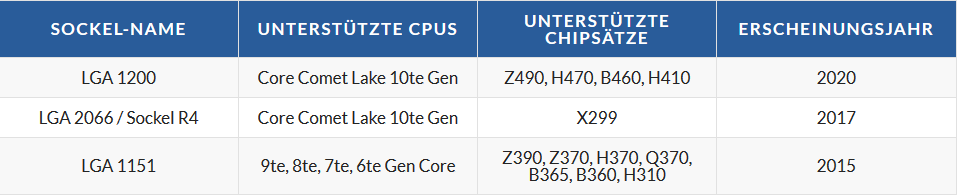 SOCKEL-NAME UNTERSTÜTZTE CPUS UNTERSTÜTZTE CHIPSÄTZE ERSCHEINUNGSJAHR
LGA 1200 Core Comet Lake 10te Gen Z490, H470, B460, H410 2020
LGA 2066 / Sockel R4 Core Comet Lake 10te Gen X299 2017
LGA 1151 9te, 8te, 7te, 6te Gen Core Z390, Z370, H370, Q370, B365, B360, H310 2015